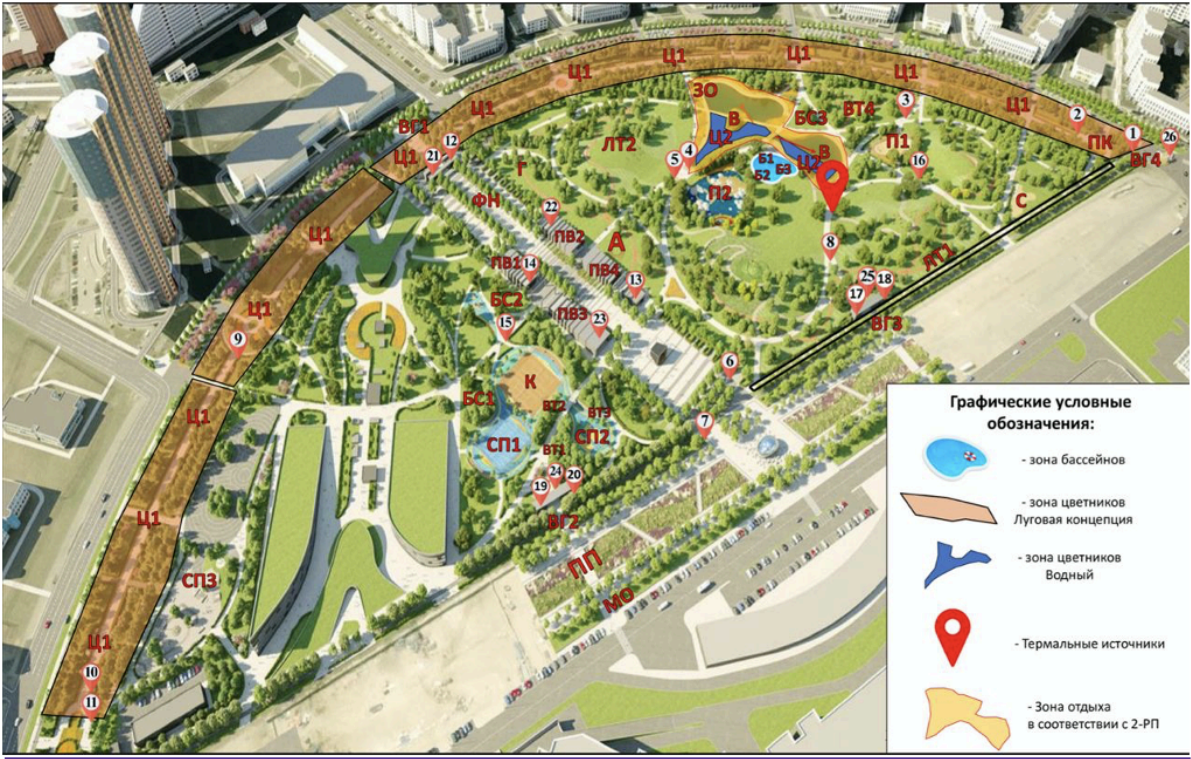 Ц1
Ц1
Ц1
Ц1
Ц1
ЗО
3
Ц1
2
ВГ1
12
Ц1
21
ЛТ2
Ц2
В
БС3
ВТ4
П1
ПК
1
26
ВГ4
5
4
Б1
Б2
Б3
Ц2
В
16
Г
ФН
П2
С
Ц1
22
ПВ2
А
8
ПВ1
14
ПВ4
13
25
18
17
ЛТ1
Ц1
9
БС2
15
ПВ3
23
ВГ3
6
К
БС1
ВТ2
ВТ3
Ц1
7
СП1
СП2
ВТ1
24
19
20
ВГ2
Ц1
СП3
ПП
МО
Ц1
10
11
Графические условные
обозначения:
- зона бассейнов
- зона цветников
Луговая концепция
- зона цветников
Водный
- Термальные источники
- Зона отдыха
в соответствии с 2-РП